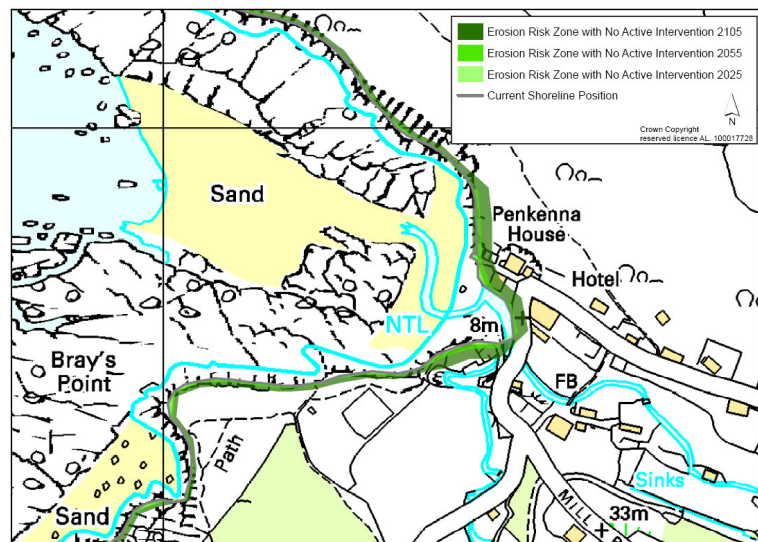 Erosion Risk Zone with No Active Intervention 2105
Erosion Risk Zone with No Active Intervention 2055
Erosion Risk Zone with No Active Intervention 2025
Current Shoreline Position
N
Crown Copyright
reserved licence AL. 100017728
Sand
Penkenna
House
Hotel
NTL
8m
Bray's
Point
FB
Path
Sinks
Sand
MILL
33m